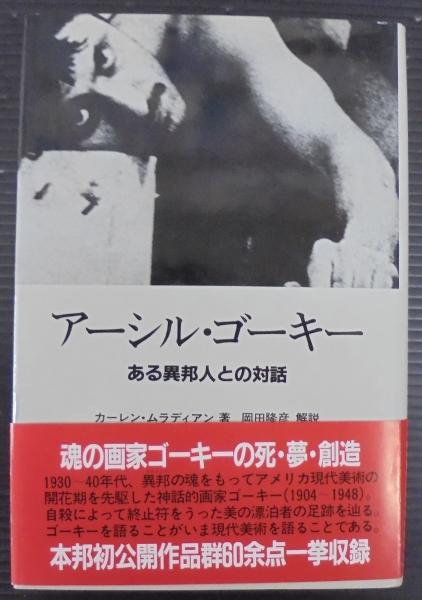 アーシル・ゴーキー
ある異邦人との対話
カーレン・ムラディアン 著 岡田隆彦 解説
魂の画家ゴーキーの死・夢・創造
1930〜40年代、異邦の魂をもってアメリカ現代美術の
開花期を先駆した神話的画家ゴーキー(1904〜1948)。
自殺によって終止符をうった美の漂泊者の足跡を辿る。
ゴーキーを語ることがいま現代美術を語ることである。
本邦初公開作品群60余点一挙収録